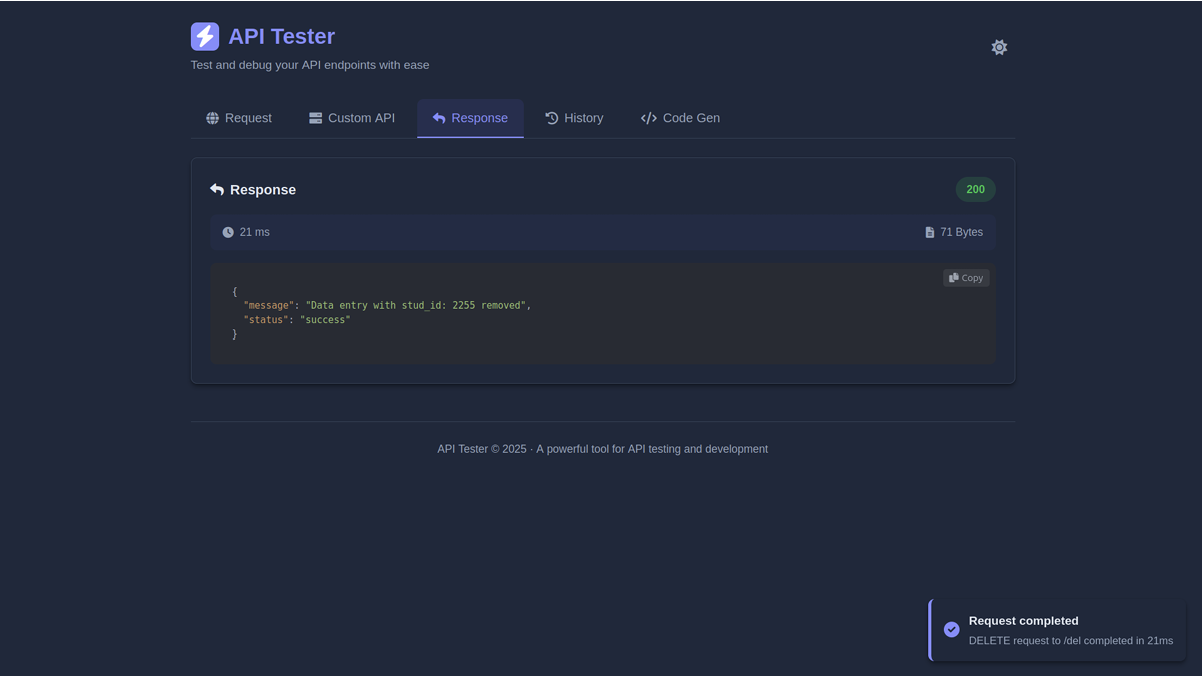 API Tester
Test and debug your API endpoints with ease
Request Custom API Response History Code Gen
Response 200
21 ms 71 Bytes
Copy
{
"message": "Data entry with stud_id: 2255 removed",
"status": "success"
}
API Tester © 2025 · A powerful tool for API testing and development
Request completed
DELETE request to /del completed in 21ms